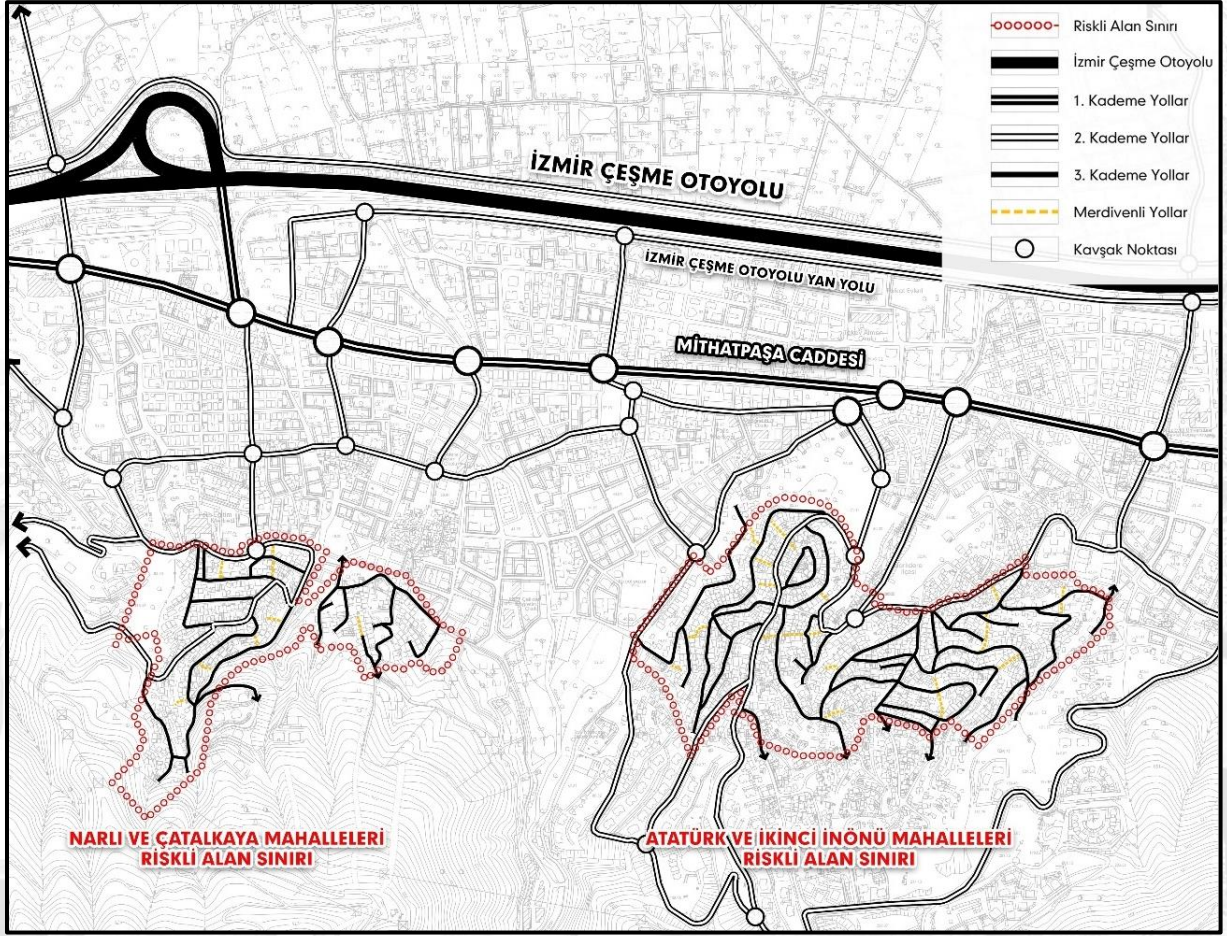 Riskli Alan Sınırı
İzmir Çeşme Otoyolu
1. Kademe Yollar
2. Kademe Yollar
3. Kademe Yollar
Merdivenli Yollar
Kavşak Noktası
İZMİR ÇEŞME OTOYOLU
İZMİR ÇEŞME OTOYOLU YAN YOLU
MİTHATPAŞA CADDESİ
NARLI VE ÇATALKAYA MAHALLELERİ
RİSKLİ ALAN SINIRI
ATATÜRK VE İKİNCİ İNÖNÜ MAHALLELERİ
RİSKLİ ALAN SINIRI